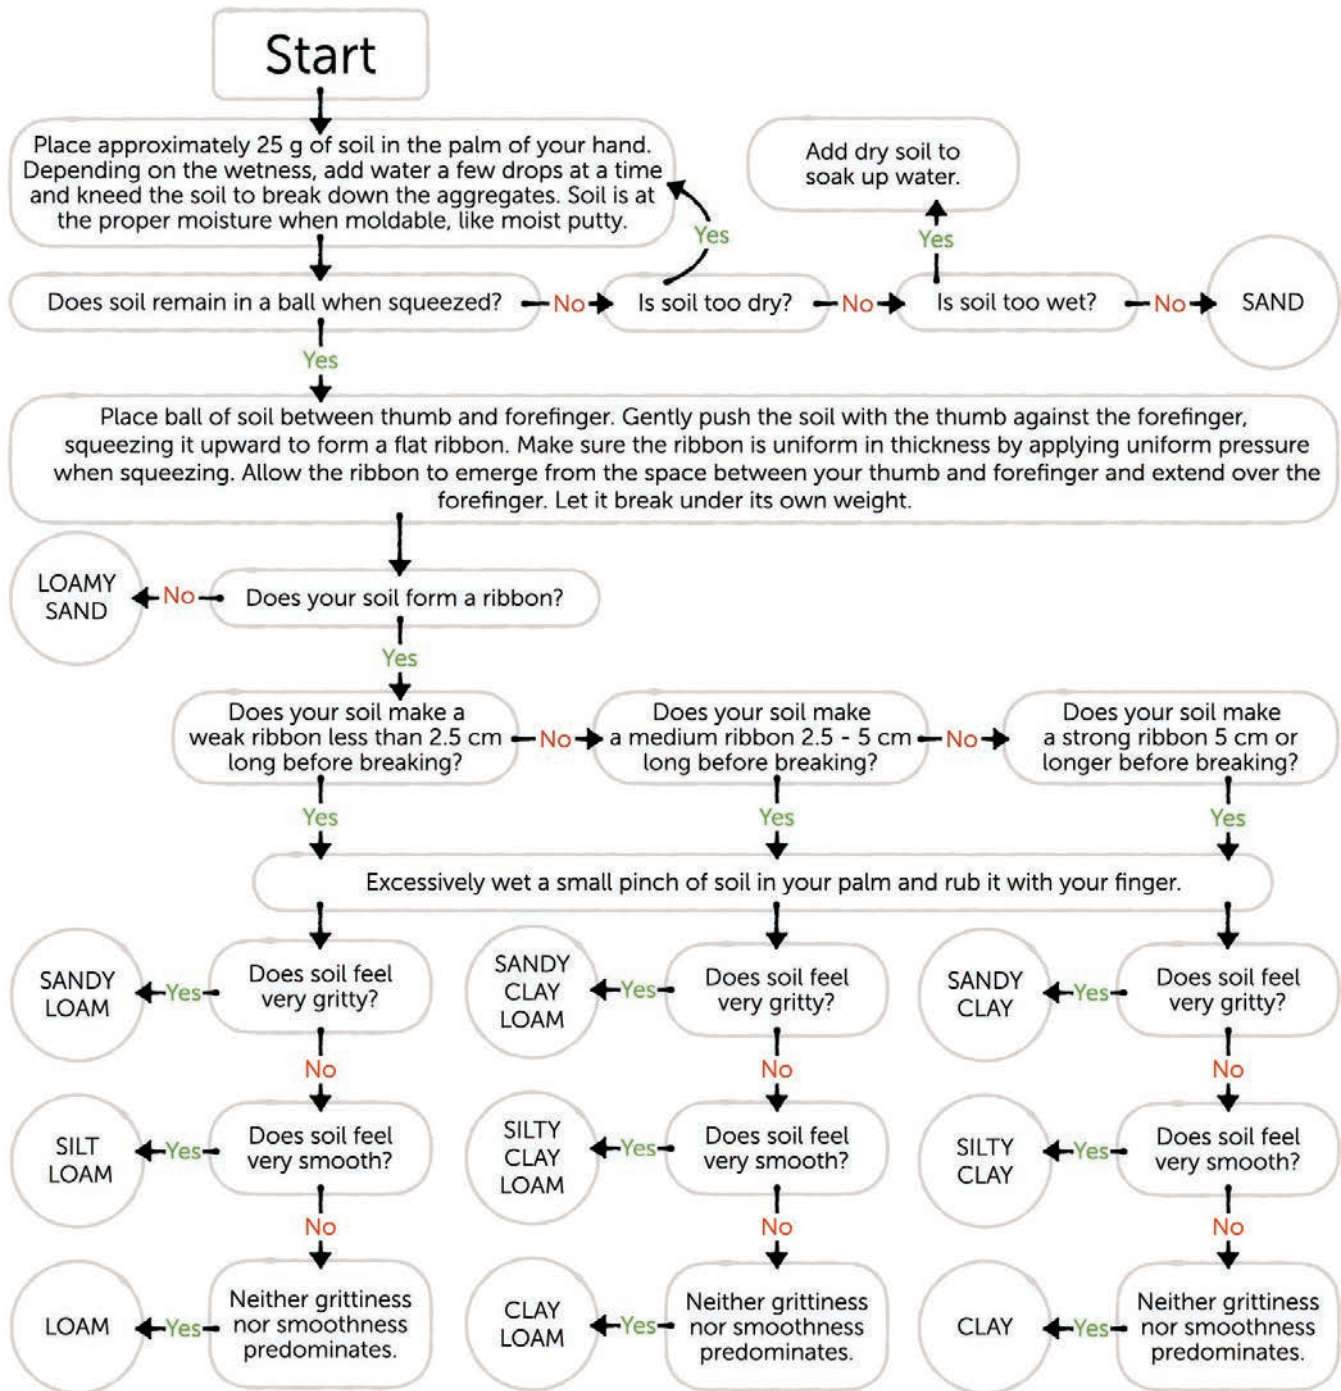 Start
Place approximately 25 g of soil in the palm of your hand.
Depending on the wetness, add water a few drops at a time
and kneed the soil to break down the aggregates. Soil is at
the proper moisture when moldable, like moist putty.
Add dry soil to
soak up water.
Yes
Yes
Does soil remain in a ball when squeezed?
No
Is soil too dry?
No
Is soil too wet?
No
SAND
Yes
Place ball of soil between thumb and forefinger. Gently push the soil with the thumb against the forefinger,
squeezing it upward to form a flat ribbon. Make sure the ribbon is uniform in thickness by applying uniform pressure
when squeezing. Allow the ribbon to emerge from the space between your thumb and forefinger and extend over the
forefinger. Let it break under its own weight.
LOAMY
SAND
No
Does your soil form a ribbon?
Yes
Does your soil make a
weak ribbon less than 2.5 cm
long before breaking?
No
Does your soil make
a medium ribbon 2.5 - 5 cm
long before breaking?
No
Does your soil make
a strong ribbon 5 cm or
longer before breaking?
Yes
Yes
Yes
Excessively wet a small pinch of soil in your palm and rub it with your finger.
SANDY
LOAM
Yes
Does soil feel
very gritty?
SANDY
CLAY
LOAM
Yes
Does soil feel
very gritty?
SANDY
CLAY
Yes
Does soil feel
very gritty?
No
No
No
SILT
LOAM
Yes
Does soil feel
very smooth?
SILTY
CLAY
LOAM
Yes
Does soil feel
very smooth?
SILTY
CLAY
Yes
Does soil feel
very smooth?
No
No
No
LOAM
Yes
Neither grittiness
nor smoothness
predominates.
CLAY
LOAM
Yes
Neither grittiness
nor smoothness
predominates.
CLAY
Yes
Neither grittiness
nor smoothness
predominates.